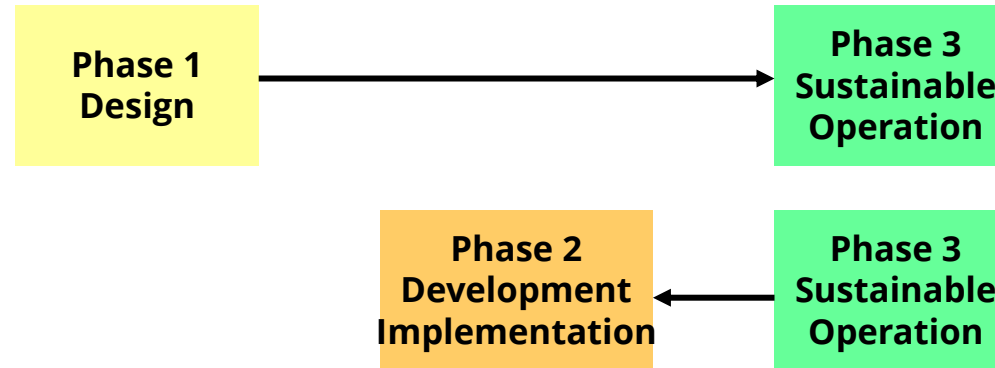 Phase 1
Design
Phase 3
Sustainable
Operation
Phase 2
Development
Implementation
Phase 3
Sustainable
Operation